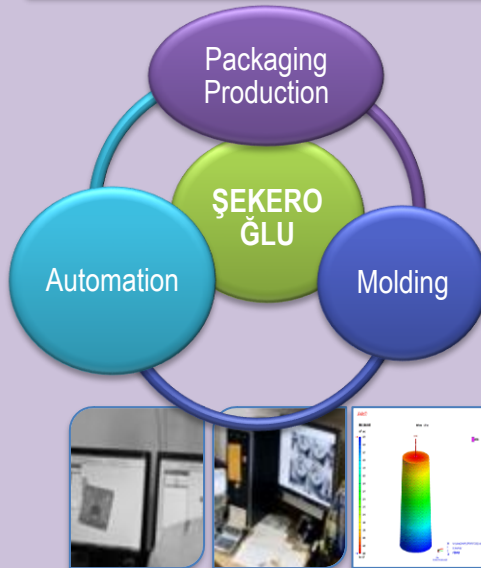 Packaging
Production
ŞEKERO
ĞLU
Automation
Molding